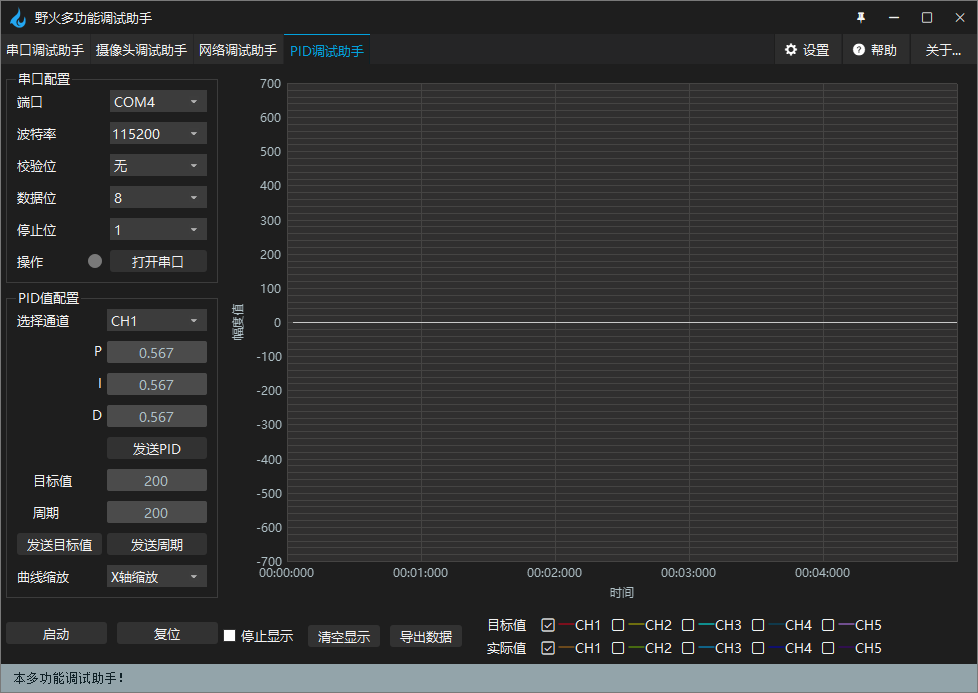 野火多功能调试助手
串口调试助手 摄像头调试助手 网络调试助手 PID调试助手 设置 帮助 关于...
串口配置
端口 COM4
波特率 115200
校验位 无
数据位 8
停止位 1
操作 打开串口
PID值配置
选择通道 CH1
P 0.567
I 0.567
D 0.567
发送PID
目标值 200
周期 200
发送目标值 发送周期
曲线缩放 X轴缩放
启动 复位
700
600
500
400
300
200
100
0
-100
-200
-300
-400
-500
-600
-700
幅度值
00:00:000 00:01:000 00:02:000 00:03:000 00:04:000
时间
停止显示 清空显示 导出数据
目标值 CH1 CH2 CH3 CH4 CH5
实际值 CH1 CH2 CH3 CH4 CH5
本多功能调试助手！